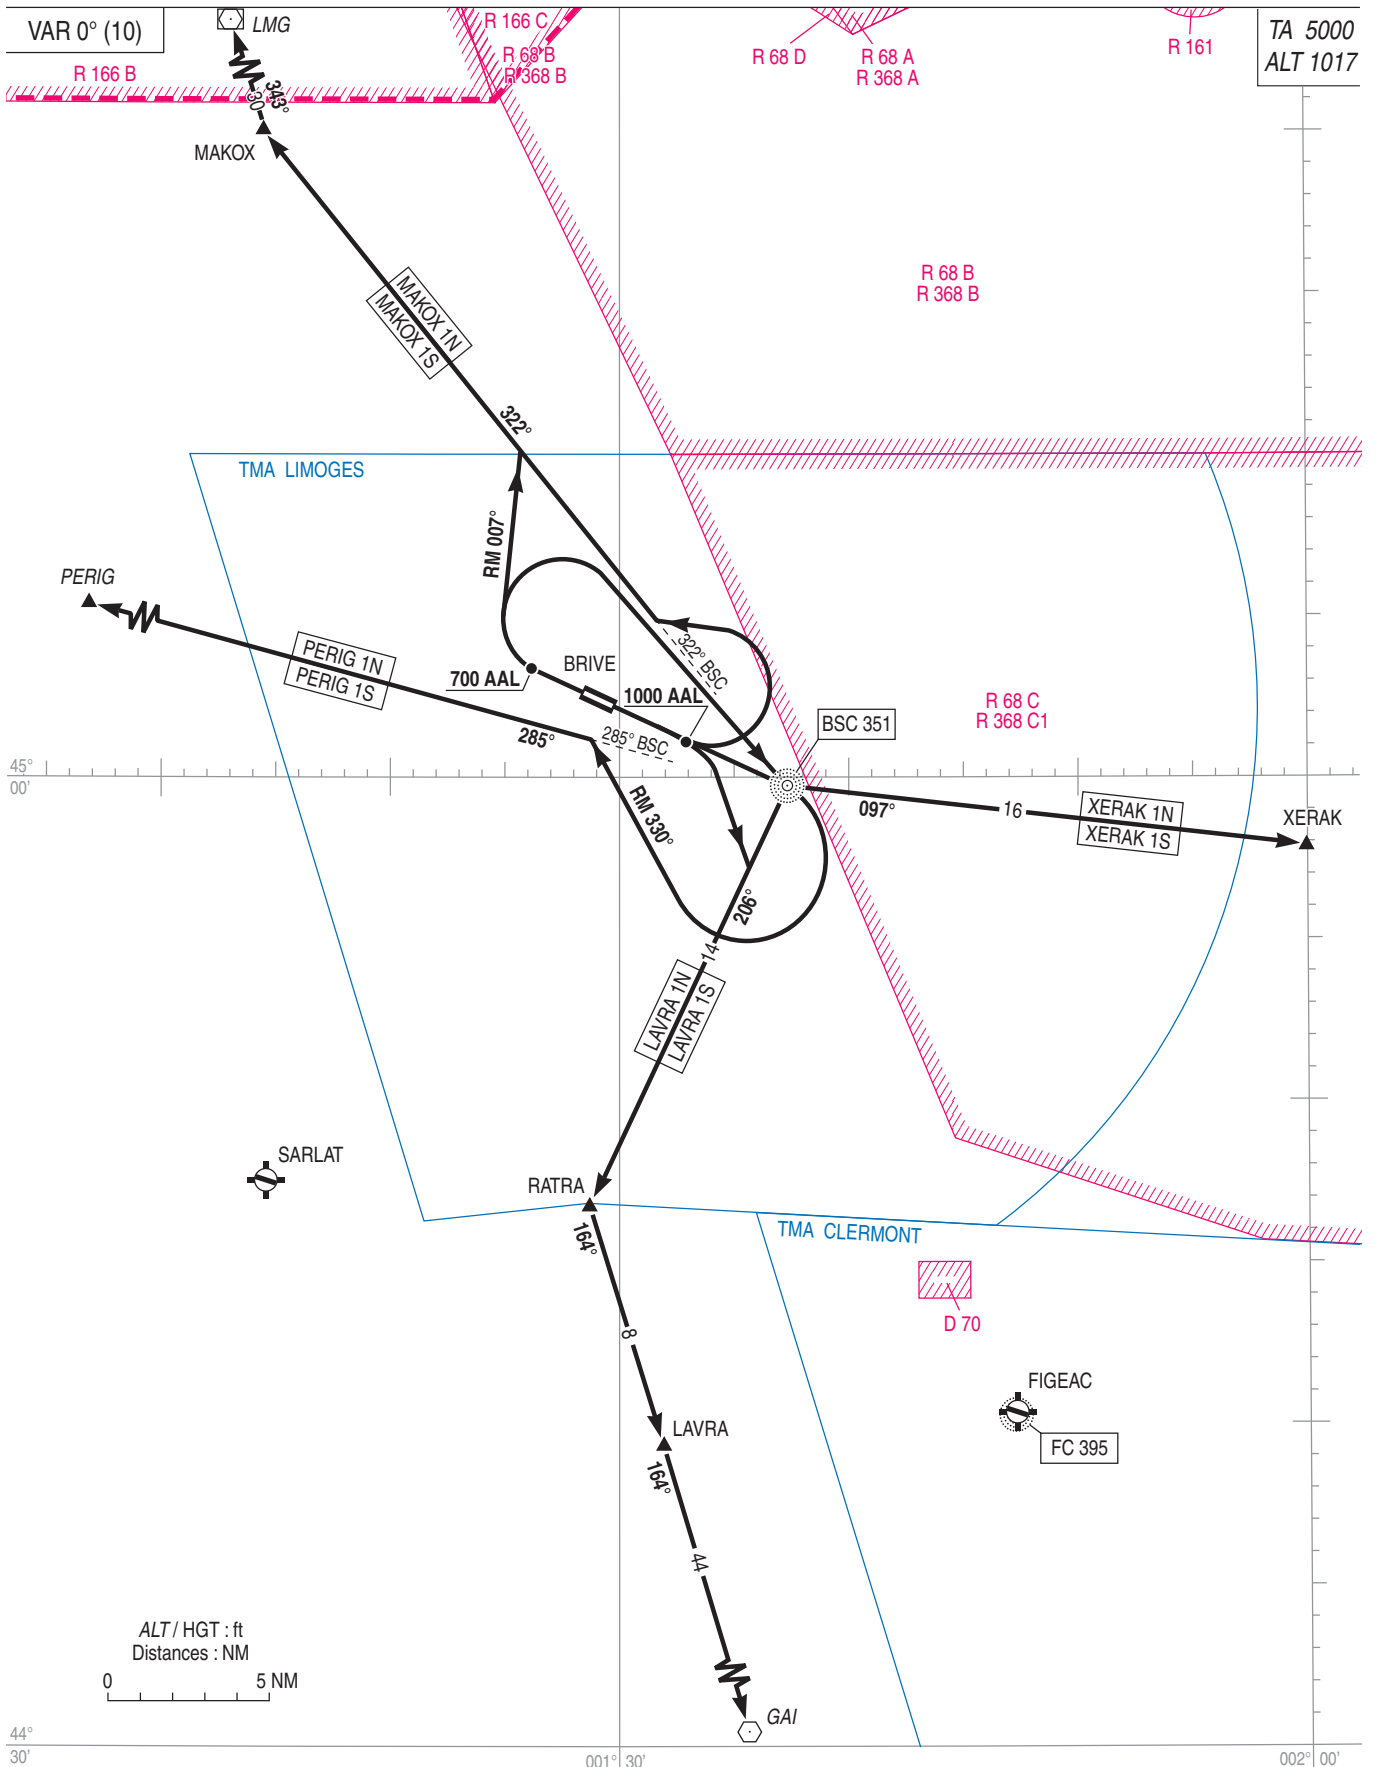 VAR 0° (10)
LMG
R 166 C
R 68 B
R 368 B
R 68 D
R 68 A
R 368 A
R 161
TA 5000
ALT 1017
R 166 B
343°
30
MAKOX
MAKOX 1N
MAKOX 1S
R 68 B
R 368 B
322°
TMA LIMOGES
RM 007°
PERIG
PERIG 1N
PERIG 1S
BRIVE
700 AAL
1000 AAL
322° BSC
R 68 C
R 368 C1
BSC 351
285°
285° BSC
45°
00'
RM 330°
097°
16
XERAK 1N
XERAK 1S
XERAK
206°
14
LAVRA 1N
LAVRA 1S
SARLAT
RATRA
164°
TMA CLERMONT
D 70
8
FIGEAC
LAVRA
FC 395
164°
44
ALT / HGT : ft
Distances : NM
0
5 NM
GAI
44°
30'
001° 30'
002° 00'